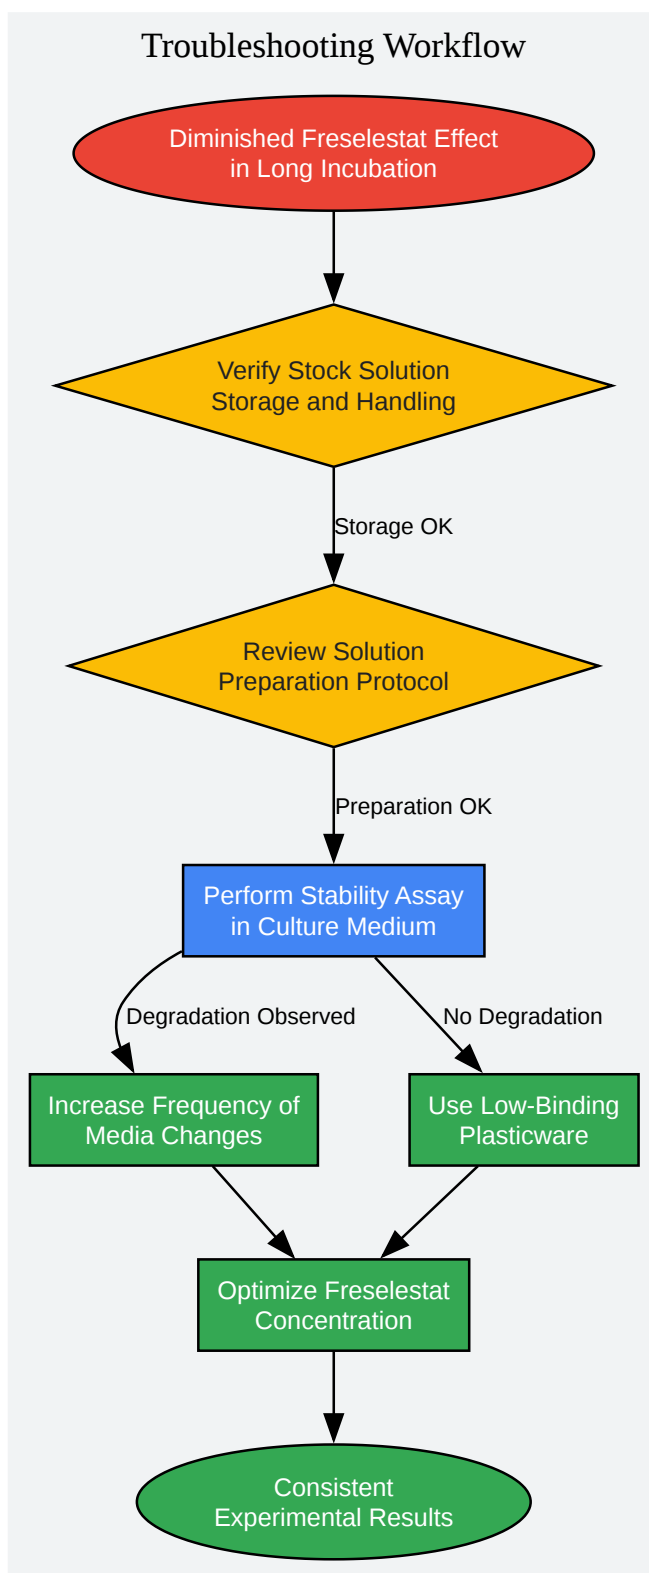 Troubleshooting Workflow
Diminished Freselestat Effect
in Long Incubation
Verify Stock Solution
Storage and Handling
Storage OK
Review Solution
Preparation Protocol
Preparation OK
Perform Stability Assay
in Culture Medium
Degradation Observed
No Degradation
Increase Frequency of
Media Changes
Use Low-Binding
Plasticware
Optimize Freselestat
Concentration
Consistent
Experimental Results